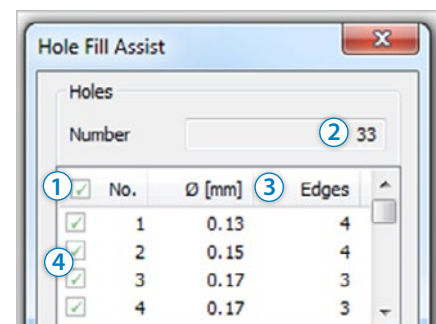 Hole Fill Assist
Holes
Number 2 33
1 No. Ø [mm] 3 Edges
1 0.13 4
2 0.15 4
4
3 0.17 3
4 0.17 3